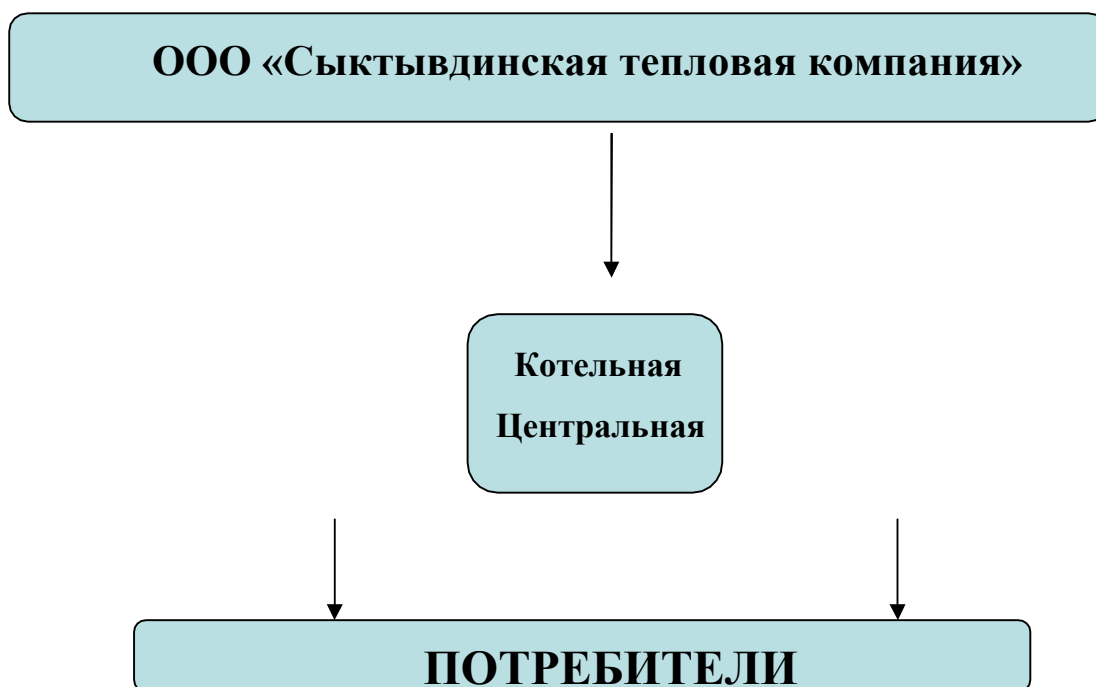 ООО «Сыктывдинская тепловая компания»
Котельная
Центральная
ПОТРЕБИТЕЛИ